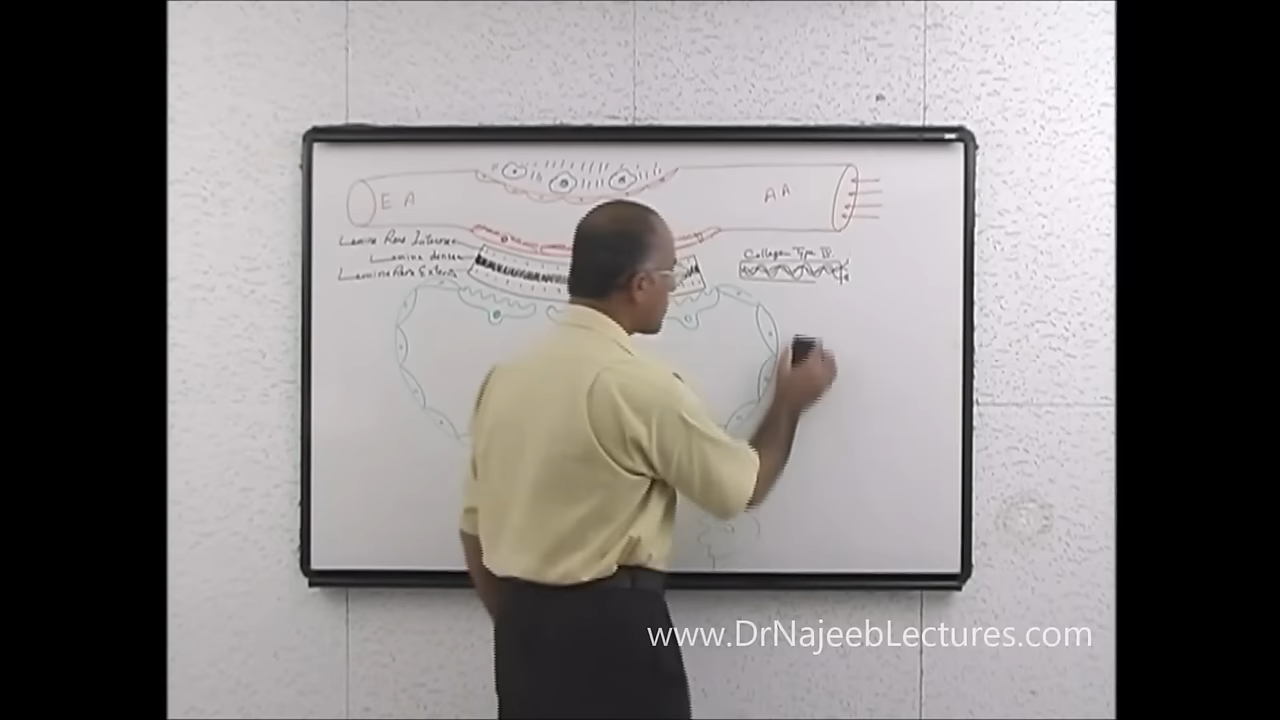 E A
A A
Lamina Rara Interna
Lamina densa
Lamina Rara Externa
Collagen Type IV
www.DrNajeebLectures.com